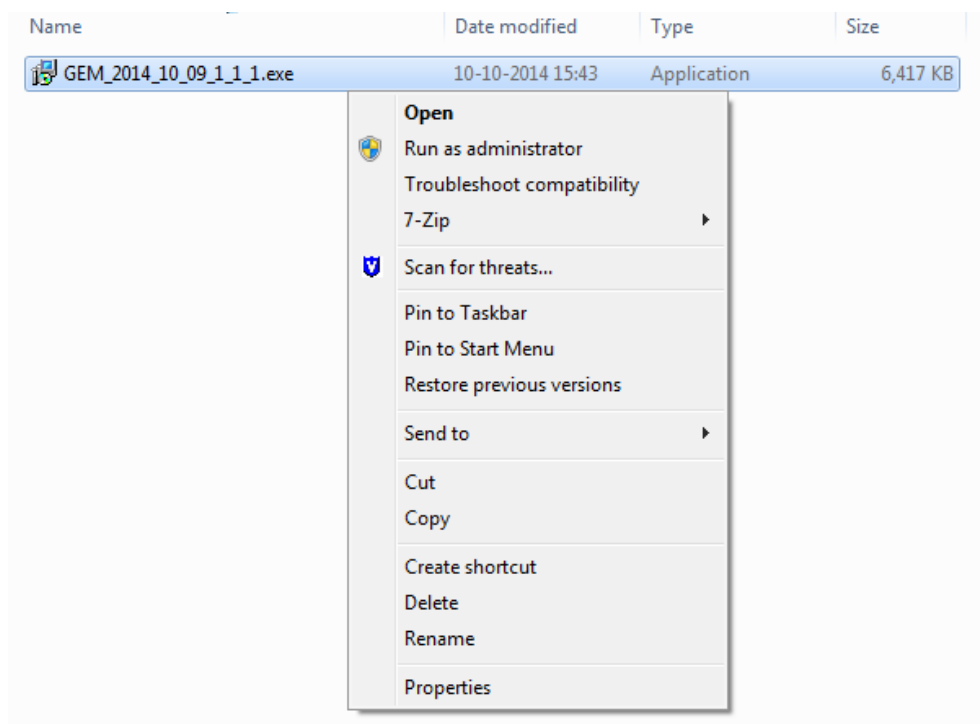 Name Date modified Type Size
GEM_2014_10_09_1_1_1.exe 10-10-2014 15:43 Application 6,417 KB
Open
Run as administrator
Troubleshoot compatibility
7-Zip
Scan for threats...
Pin to Taskbar
Pin to Start Menu
Restore previous versions
Send to
Cut
Copy
Create shortcut
Delete
Rename
Properties